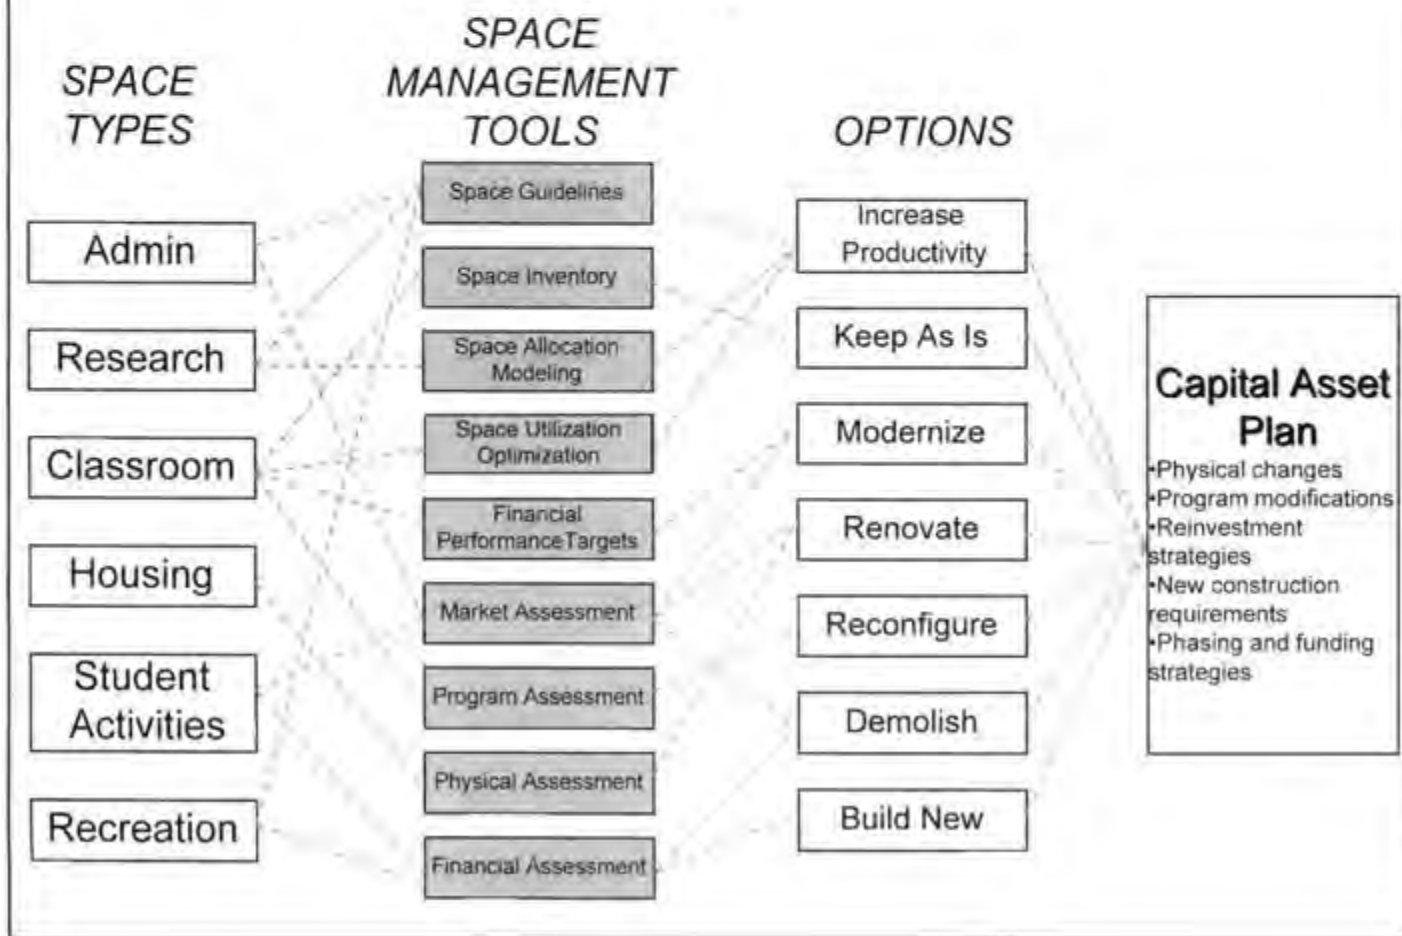 SPACE
TYPES
Admin
Research
Classroom
Housing
Student
Activities
Recreation
SPACE
MANAGEMENT
TOOLS
Space Guidelines
Space Inventory
Space Allocation
Modeling
Space Utilization
Optimization
Financial
PerformanceTargets
Market Assessment
Program Assessment
Physical Assessment
Financial Assessment
OPTIONS
Increase
Productivity
Keep As Is
Modernize
Renovate
Reconfigure
Demolish
Build New
Capital Asset
Plan
•Physical changes
•Program modifications
•Reinvestment
strategies
•New construction
requirements
•Phasing and funding
strategies